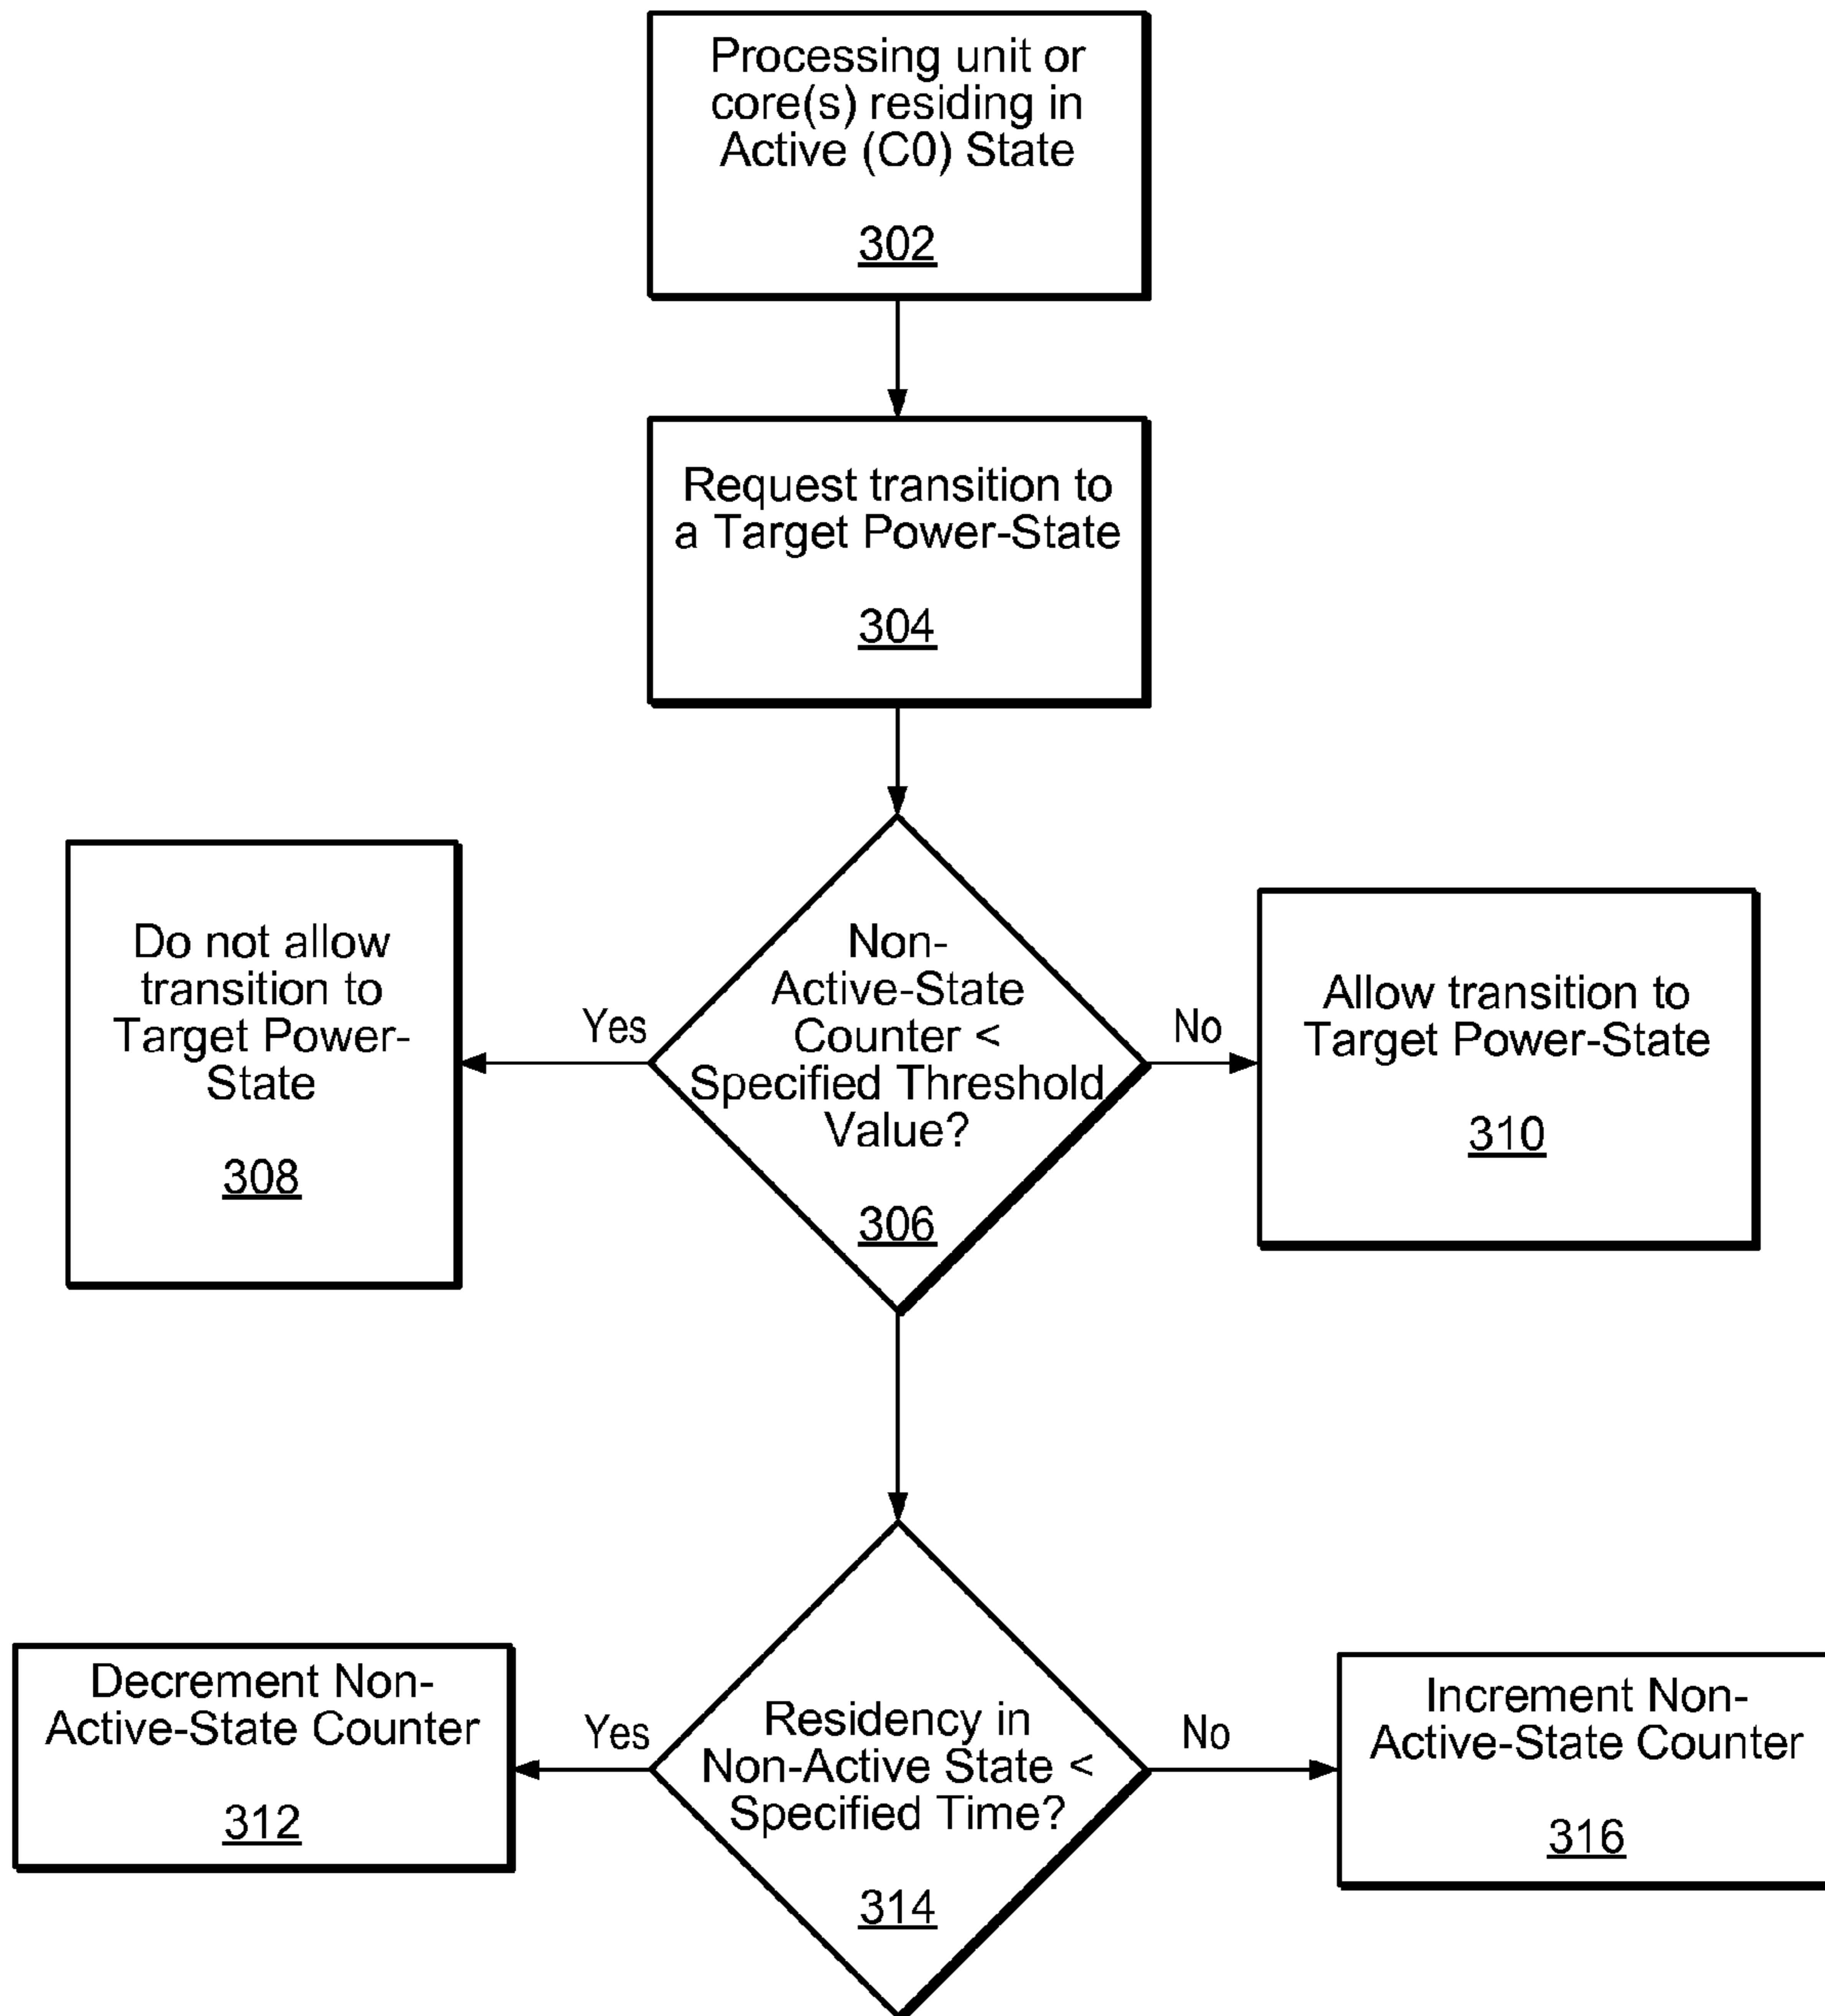 Processing unit or
core(s) residing in
Active (C0) State
302
Request transition to
a Target Power-State
304
Non-
Active-State
Counter <
Specified Threshold
Value?
306
Yes
No
Do not allow
transition to
Target Power-
State
308
Allow transition to
Target Power-State
310
Residency in
Non-Active State <
Specified Time?
314
Yes
No
Decrement Non-
Active-State Counter
312
Increment Non-
Active-State Counter
316